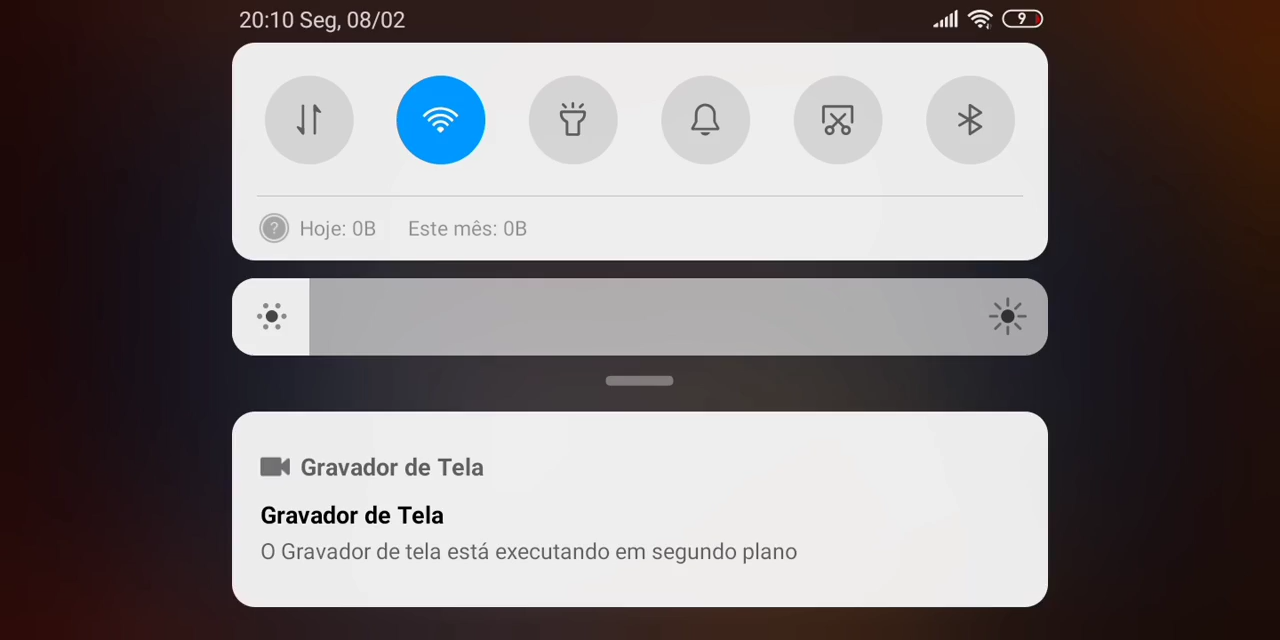 20:10 Seg, 08/02
9
Hoje: 0B Este mês: 0B
Gravador de Tela
Gravador de Tela
O Gravador de tela está executando em segundo plano